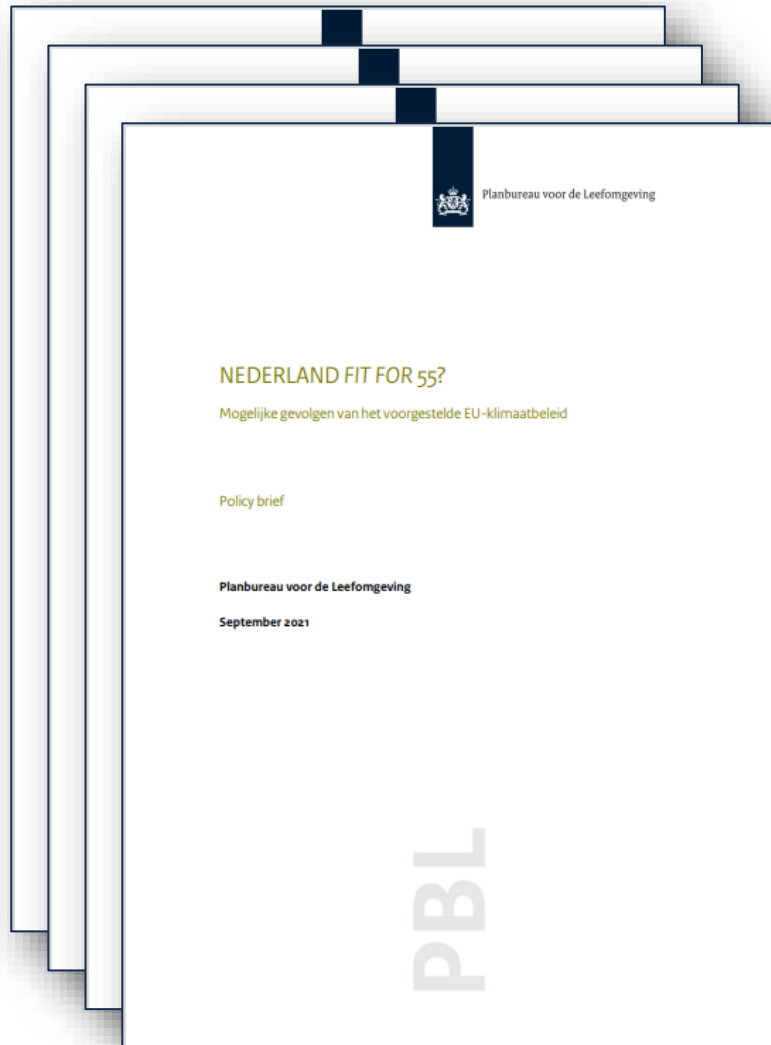 Planbureau voor de Leefomgeving
NEDERLAND FIT FOR 55?
Mogelijke gevolgen van het voorgestelde EU-klimaatbeleid
Policy brief
Planbureau voor de Leefomgeving
September 2021
PBL